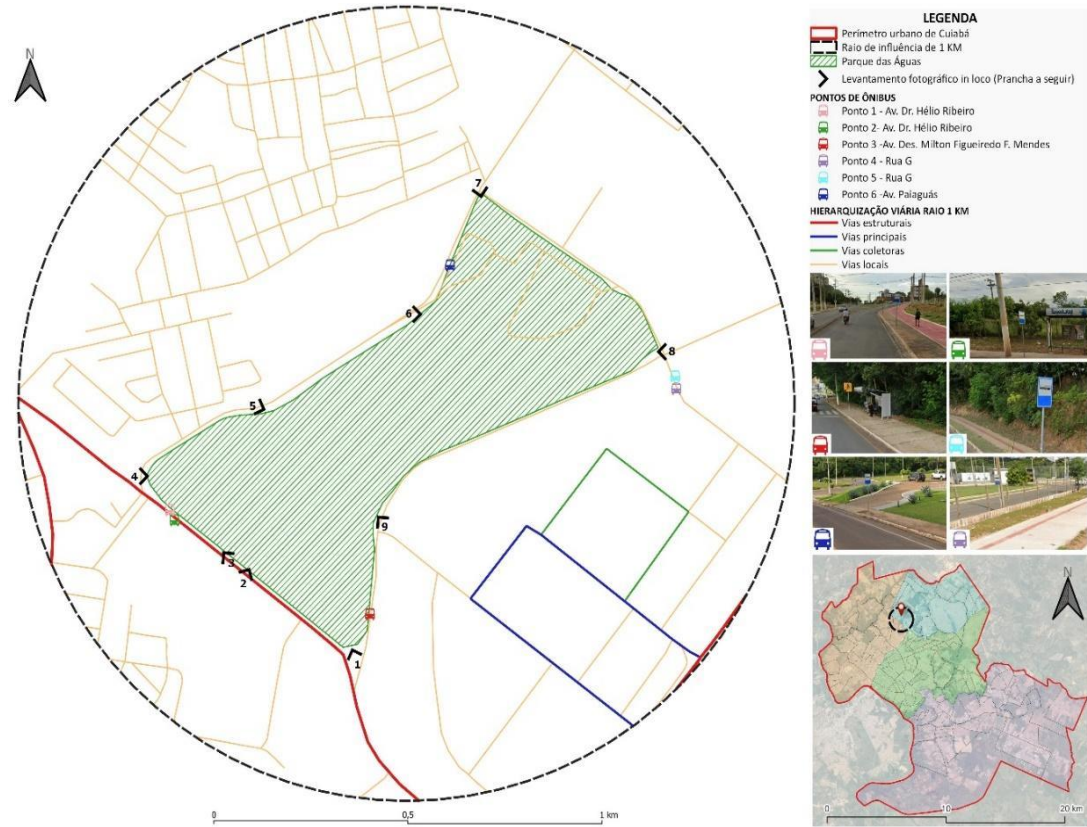 LEGENDA
Perímetro urbano de Cuiabá
Raio de influência de 1 KM
Parque das Águas
Levantamento fotográfico in loco (Prancha a seguir)
PONTOS DE ÔNIBUS
Ponto 1 - Av. Dr. Hélio Ribeiro
Ponto 2- Av. Dr. Hélio Ribeiro
Ponto 3 -Av. Des. Milton Figueiredo F. Mendes
Ponto 4 - Rua G
Ponto 5 - Rua G
Ponto 6 -Av. Paiaguás
HIERARQUIZAÇÃO VIÁRIA RAIO 1 KM
Vias estruturais
Vias principais
Vias coletoras
Vias locais
N
7
6
8
5
4
9
3
2
1
0
0,5
1 km
N
0
10
20 km